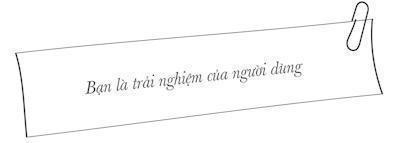 Bạn là trải nghiệm của người dùng